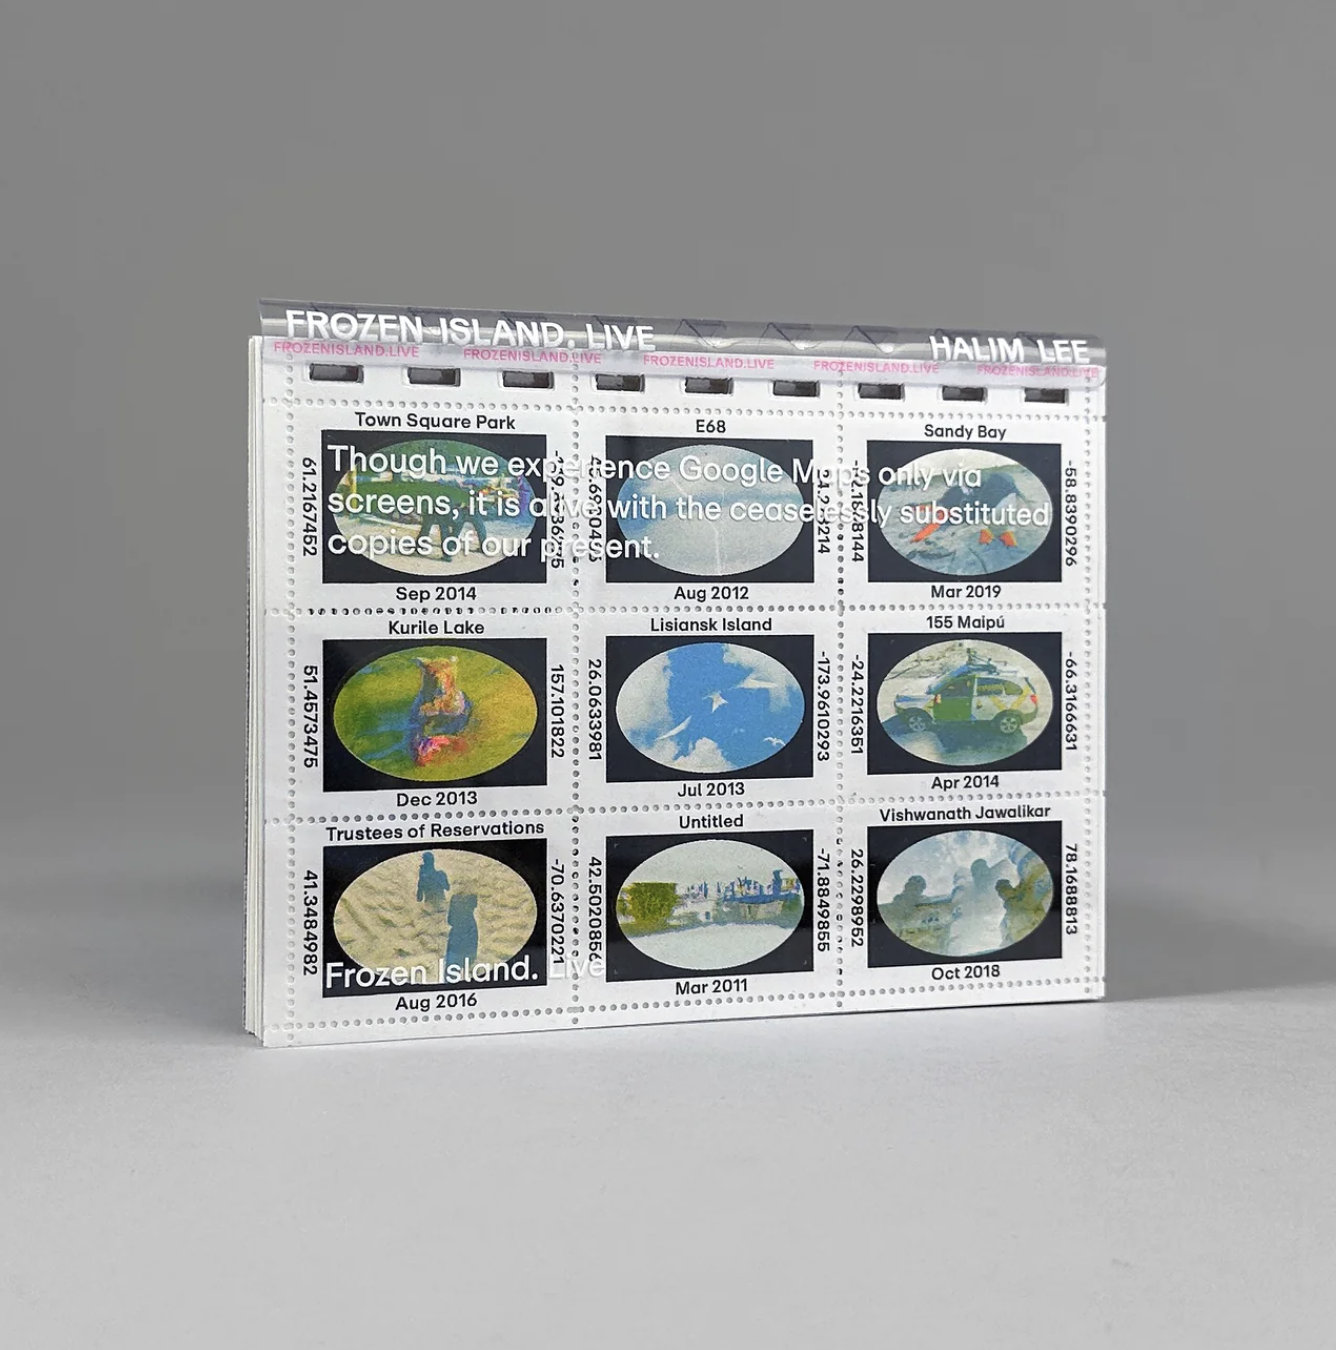 FROZEN ISLAND. LIVE
HALIM LEE
FROZENISLAND.LIVE FROZENISLAND.LIVE FROZENISLAND.LIVE FROZENISLAND.LIVE FROZENISLAND.LIVE
Though we experience Google Maps only via
screens, it is alive with the ceaselessly substituted
copies of our present.
Town Square Park
61.2167452
Sep 2014
E68
Aug 2012
Sandy Bay
-58.8390296
Mar 2019
Kurile Lake
51.4573475
157.101822
Dec 2013
Lisiansk Island
26.0633981
-173.9610293
Jul 2013
155 Maipú
-24.2216351
-66.3166631
Apr 2014
Trustees of Reservations
41.3484982
-70.6370221
Aug 2016
Untitled
42.5020856
-71.8849855
Mar 2011
Vishwanath Jawalikar
26.2298952
78.1688813
Oct 2018
Frozen Island. Live